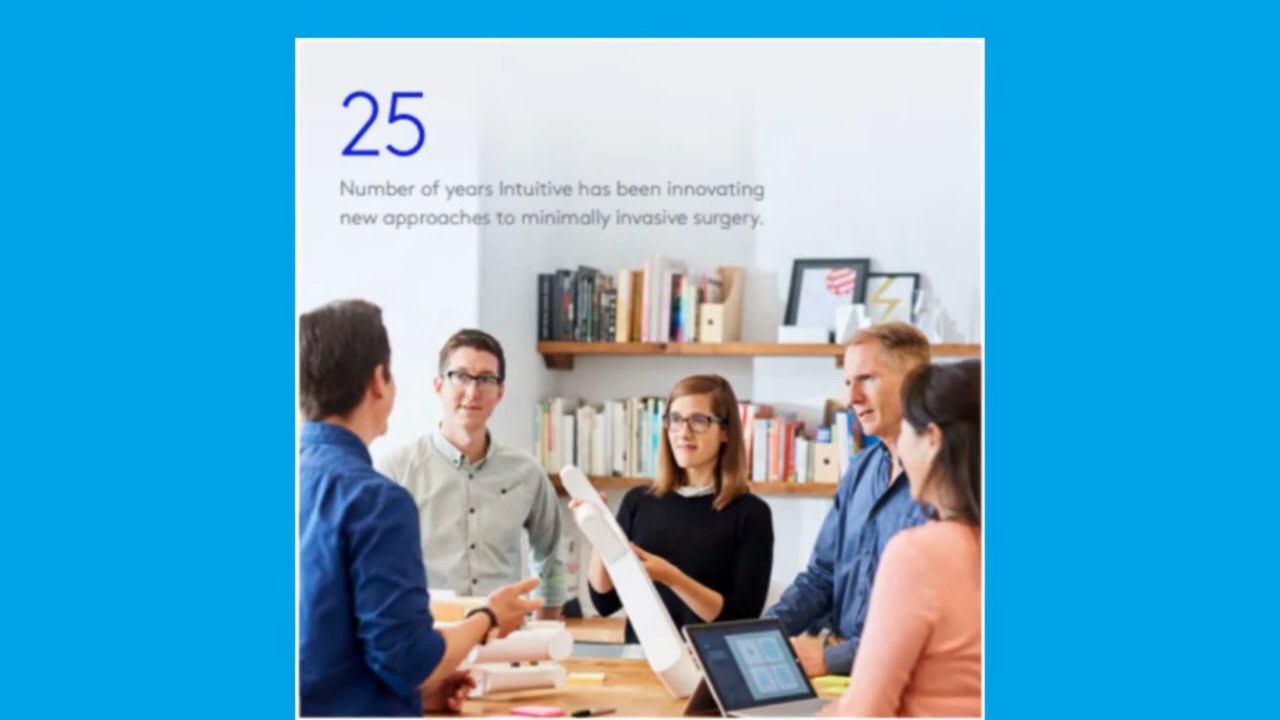 25
Number of years Intuitive has been innovating
new approaches to minimally invasive surgery.